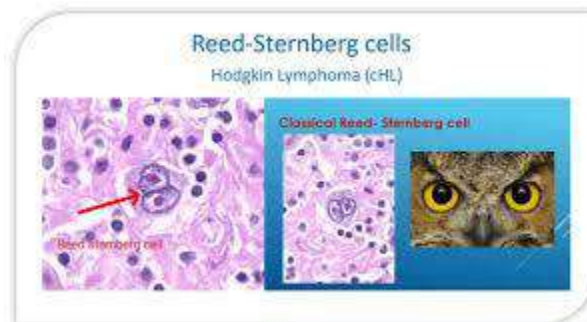 Reed-Sternberg cells
Hodgkin Lymphoma (cHL)
Classical Reed- Sternberg cell
Reed Sternberg cell